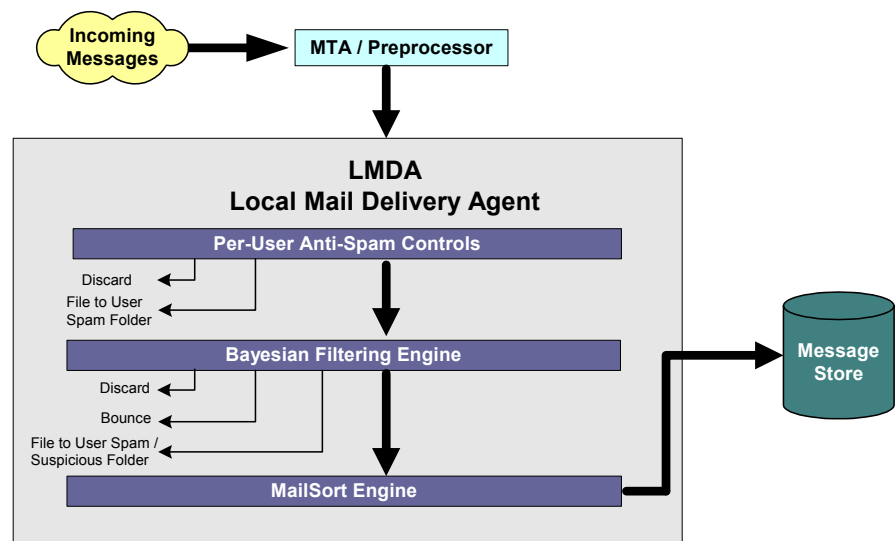 Incoming
Messages
MTA / Preprocessor
LMDA
Local Mail Delivery Agent
Per-User Anti-Spam Controls
Discard
File to User
Spam Folder
Bayesian Filtering Engine
Discard
Bounce
File to User Spam /
Suspicious Folder
MailSort Engine
Message
Store